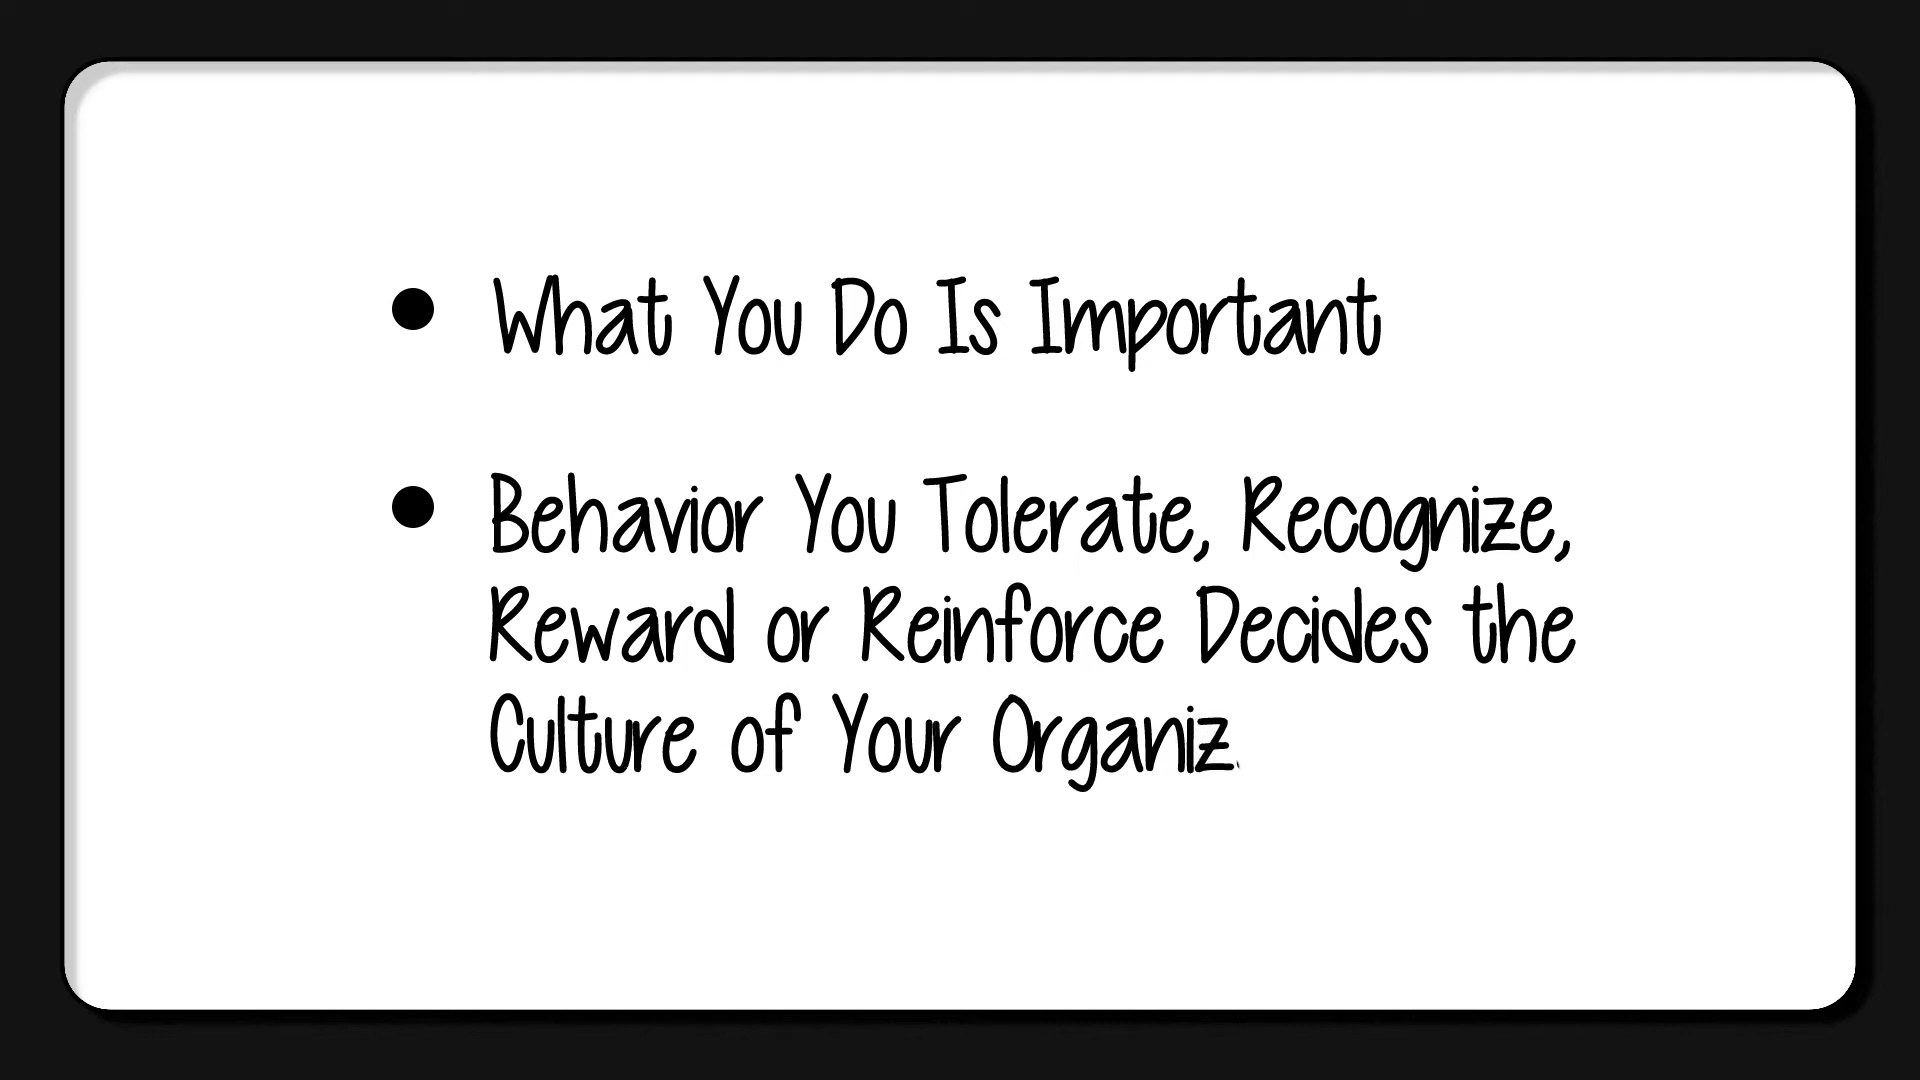 • What You Do Is Important
• Behavior You Tolerate, Recognize,
Reward or Reinforce Decides the
Culture of Your Organiz